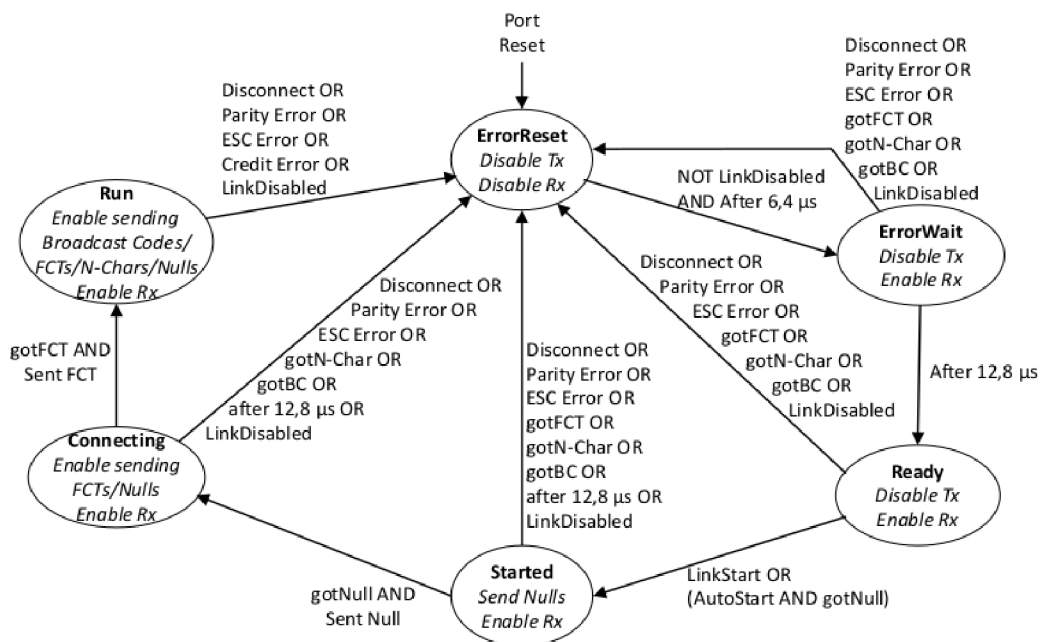 Port
Reset
Disconnect OR
Parity Error OR
ESC Error OR
Credit Error OR
LinkDisabled
ErrorReset
Disable Tx
Disable Rx
Disconnect OR
Parity Error OR
ESC Error OR
gotFCT OR
gotN-Char OR
gotBC OR
LinkDisabled
NOT LinkDisabled
AND After 6,4 µs
Run
Enable sending
Broadcast Codes/
FCTs/N-Chars/Nulls
Enable Rx
ErrorWait
Disable Tx
Enable Rx
Disconnect OR
Parity Error OR
ESC Error OR
gotN-Char OR
gotBC OR
after 12,8 µs OR
LinkDisabled
Disconnect OR
Parity Error OR
ESC Error OR
gotFCT OR
gotN-Char OR
gotBC OR
LinkDisabled
gotFCT AND
Sent FCT
Disconnect OR
Parity Error OR
ESC Error OR
gotFCT OR
gotN-Char OR
gotBC OR
after 12,8 µs OR
LinkDisabled
After 12,8 µs
Connecting
Enable sending
FCTs/Nulls
Enable Rx
Ready
Disable Tx
Enable Rx
gotNull AND
Sent Null
Started
Send Nulls
Enable Rx
LinkStart OR
(AutoStart AND gotNull)